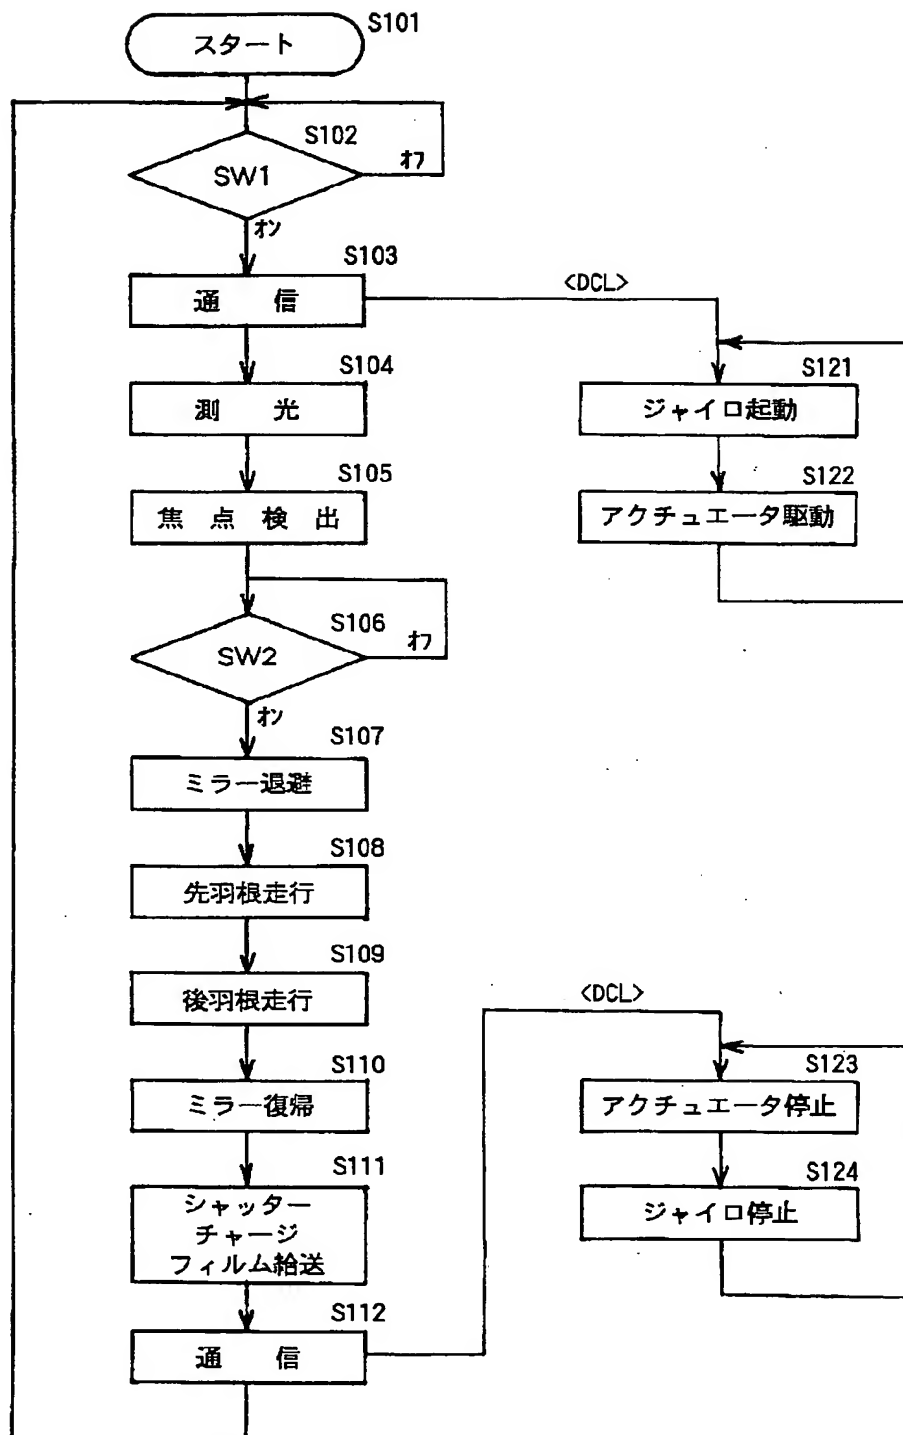 スタート
S101
S102
SW1
オフ
オン
S103
通 信
<DCL>
S104
測 光
S105
焦 点 検 出
S121
ジャイロ起動
S122
アクチュエータ駆動
S106
SW2
オフ
オン
S107
ミラー退避
S108
先羽根走行
S109
後羽根走行
S110
ミラー復帰
S111
シャッター
チャージ
フィルム給送
S112
通 信
<DCL>
S123
アクチュエータ停止
S124
ジャイロ停止